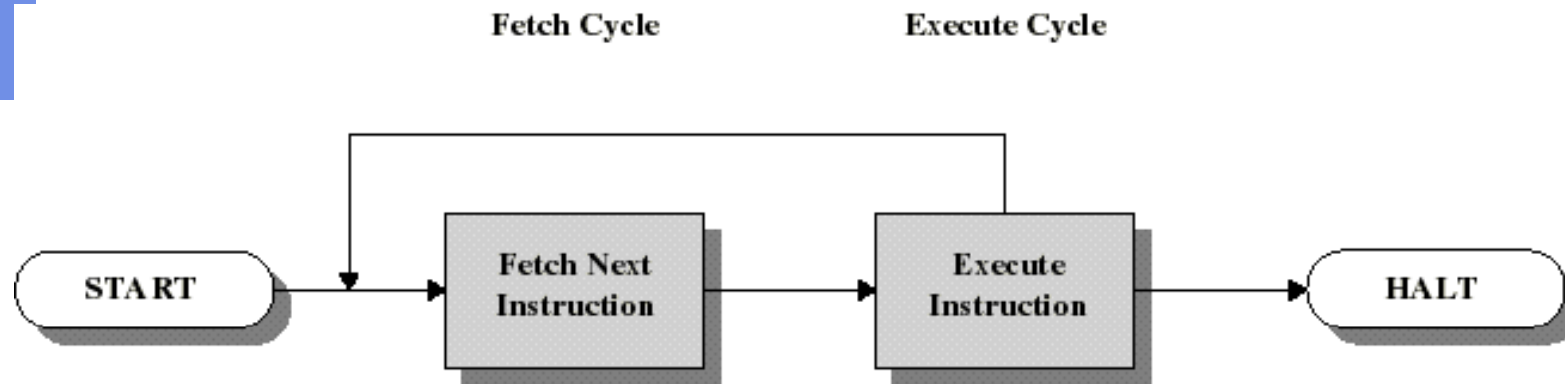 Fetch Cycle
Execute Cycle
START
Fetch Next
Instruction
Execute
Instruction
HALT